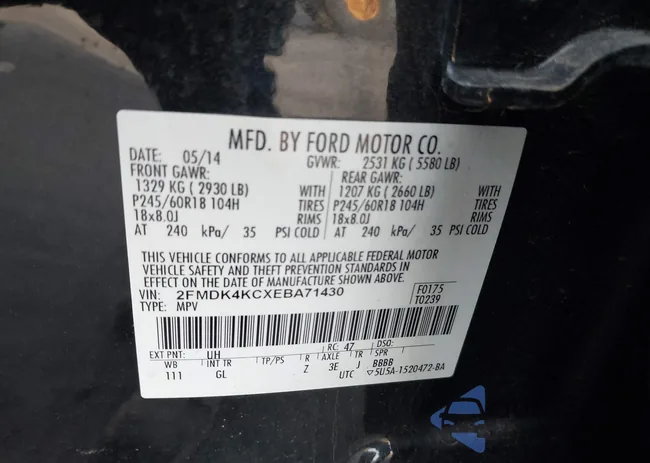 MFD. BY FORD MOTOR CO.
DATE: 05/14 GVWR: 2531 KG ( 5580 LB)
FRONT GAWR: REAR GAWR:
1329 KG ( 2930 LB) WITH 1207 KG ( 2660 LB) WITH
P245/60R18 104H TIRES P245/60R18 104H TIRES
18x8.0J RIMS 18x8.0J RIMS
AT 240 kPa/ 35 PSI COLD AT 240 kPa/ 35 PSI COLD
THIS VEHICLE CONFORMS TO ALL APPLICABLE FEDERAL MOTOR
VEHICLE SAFETY AND THEFT PREVENTION STANDARDS IN
EFFECT ON THE DATE OF MANUFACTURE SHOWN ABOVE.
VIN: 2FMDK4KCXEBA71430 F0175
TYPE: MPV T0239
EXT PNT: UH RC: 47 DSO:
WB INT TR TP/PS R AXLE TR SPR
111 GL Z 3E J BBBB
UTC ▽5U5A-1520472-BA